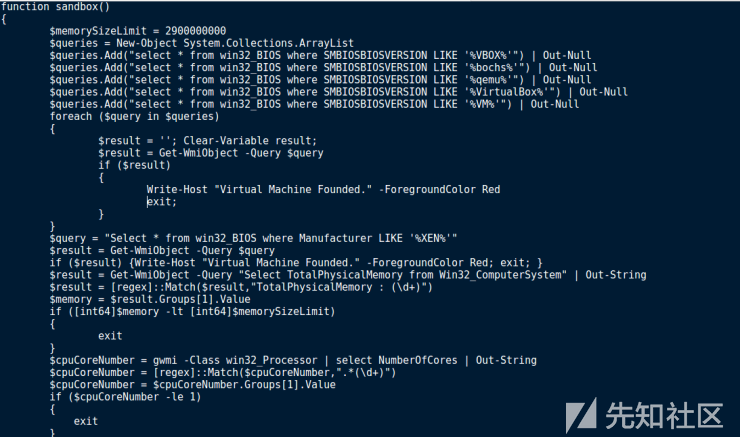 function sandbox()
{
        $memorySizeLimit = 2900000000
        $queries = New-Object System.Collections.ArrayList
        $queries.Add("select * from win32_BIOS where SMBIOSBIOSVERSION LIKE '%VBOX%'") | Out-Null
        $queries.Add("select * from win32_BIOS where SMBIOSBIOSVERSION LIKE '%bochs%'") | Out-Null
        $queries.Add("select * from win32_BIOS where SMBIOSBIOSVERSION LIKE '%qemu%'") | Out-Null
        $queries.Add("select * from win32_BIOS where SMBIOSBIOSVERSION LIKE '%VirtualBox%'") | Out-Null
        $queries.Add("select * from win32_BIOS where SMBIOSBIOSVERSION LIKE '%VM%'") | Out-Null
        foreach ($query in $queries)
        {
                $result = ''; Clear-Variable result;
                $result = Get-WmiObject -Query $query
                if ($result)
                {
                        Write-Host "Virtual Machine Founded." -ForegroundColor Red
                        exit;
                }
        }
        $query = "Select * from win32_BIOS where Manufacturer LIKE '%XEN%'"
        $result = Get-WmiObject -Query $query
        if ($result) {Write-Host "Virtual Machine Founded." -ForegroundColor Red; exit; }
        $result = Get-WmiObject -Query "Select TotalPhysicalMemory from Win32_ComputerSystem" | Out-String
        $result = [regex]::Match($result,"TotalPhysicalMemory : (\d+)")
        $memory = $result.Groups[1].Value
        if ([int64]$memory -lt [int64]$memorySizeLimit)
        {
                exit
        }
        $cpuCoreNumber = gwmi -Class win32_Processor | select NumberOfCores | Out-String
        $cpuCoreNumber = [regex]::Match($cpuCoreNumber,".*(\d+)")
        $cpuCoreNumber = $cpuCoreNumber.Groups[1].Value
        if ($cpuCoreNumber -le 1)
        {
            exit
        }
先知社区